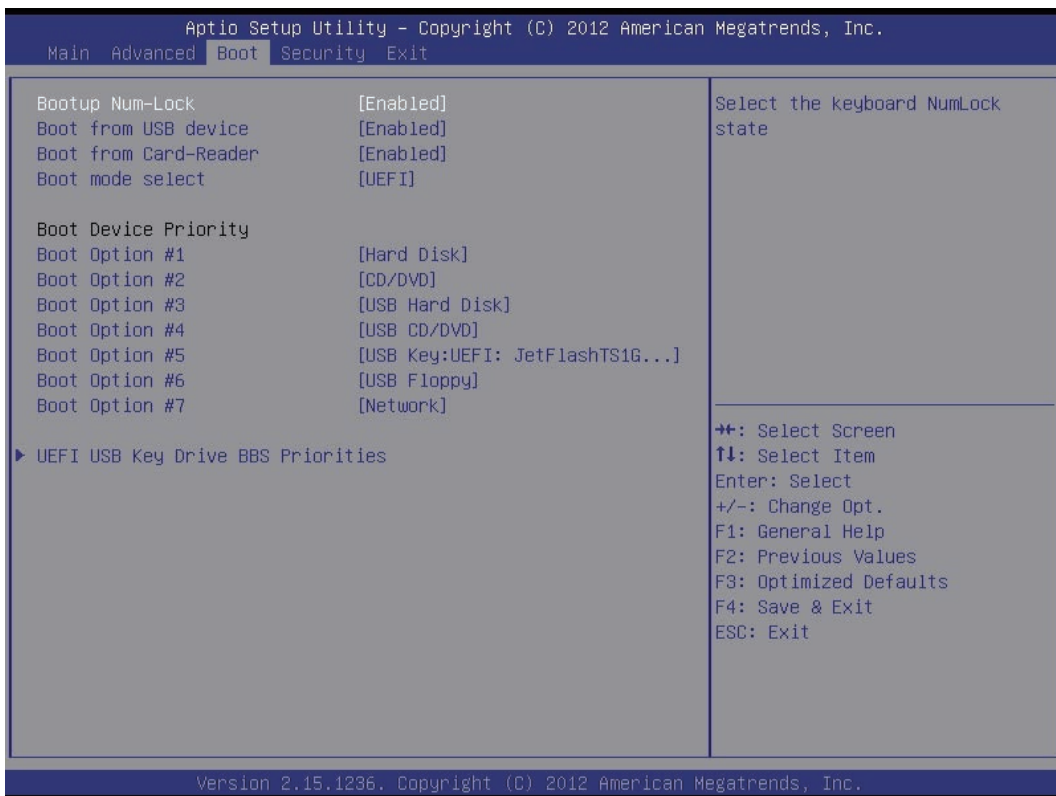 Aptio Setup Utility – Copyright (C) 2012 American Megatrends, Inc.
Main Advanced Boot Security Exit
Bootup Num-Lock [Enabled]
Boot from USB device [Enabled]
Boot from Card-Reader [Enabled]
Boot mode select [UEFI]
Boot Device Priority
Boot Option #1 [Hard Disk]
Boot Option #2 [CD/DVD]
Boot Option #3 [USB Hard Disk]
Boot Option #4 [USB CD/DVD]
Boot Option #5 [USB Key:UEFI: JetFlashTS1G...]
Boot Option #6 [USB Floppy]
Boot Option #7 [Network]
▶ UEFI USB Key Drive BBS Priorities
Select the keyboard NumLock
state
→←: Select Screen
↑↓: Select Item
Enter: Select
+/-: Change Opt.
F1: General Help
F2: Previous Values
F3: Optimized Defaults
F4: Save & Exit
ESC: Exit
Version 2.15.1236. Copyright (C) 2012 American Megatrends, Inc.